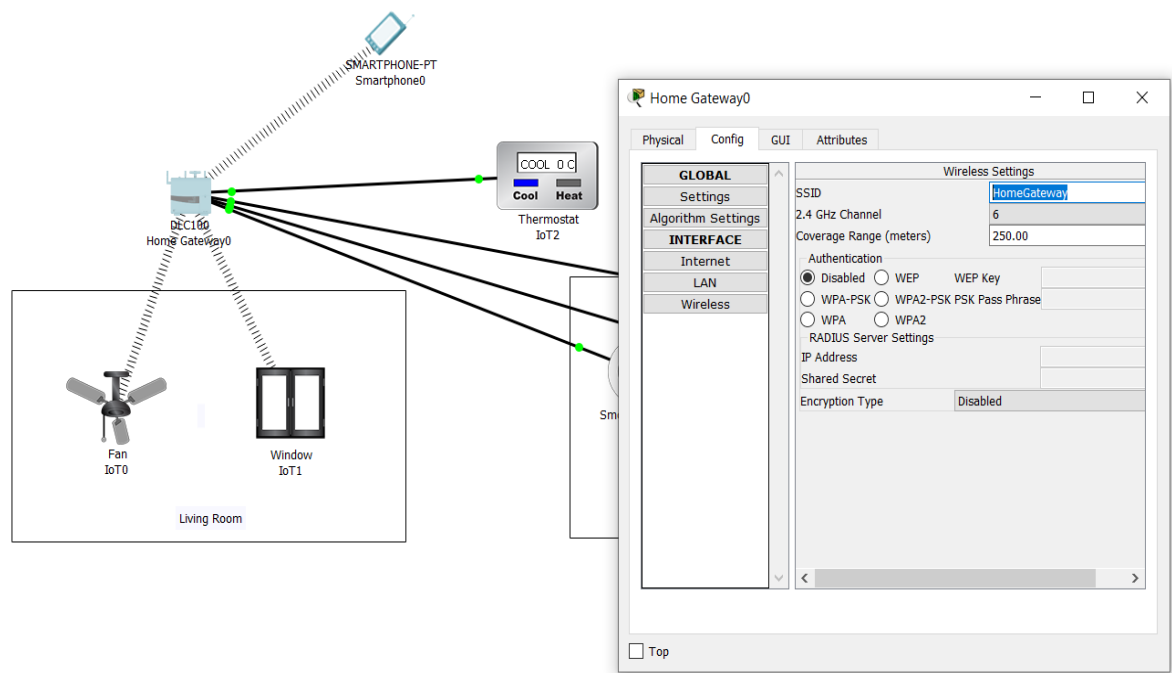 SMARTPHONE-PT
Smartphone0
COOL 0 C
Cool Heat
Thermostat
IoT2
DLC100
Home Gateway0
Fan
IoT0
Window
IoT1
Living Room
Home Gateway0
Physical Config GUI Attributes
GLOBAL
Settings
Algorithm Settings
INTERFACE
Internet
LAN
Wireless
Wireless Settings
SSID HomeGateway
2.4 GHz Channel 6
Coverage Range (meters) 250.00
Authentication
Disabled WEP WEP Key
WPA-PSK WPA2-PSK PSK Pass Phrase
WPA WPA2
RADIUS Server Settings
IP Address
Shared Secret
Encryption Type Disabled
Top